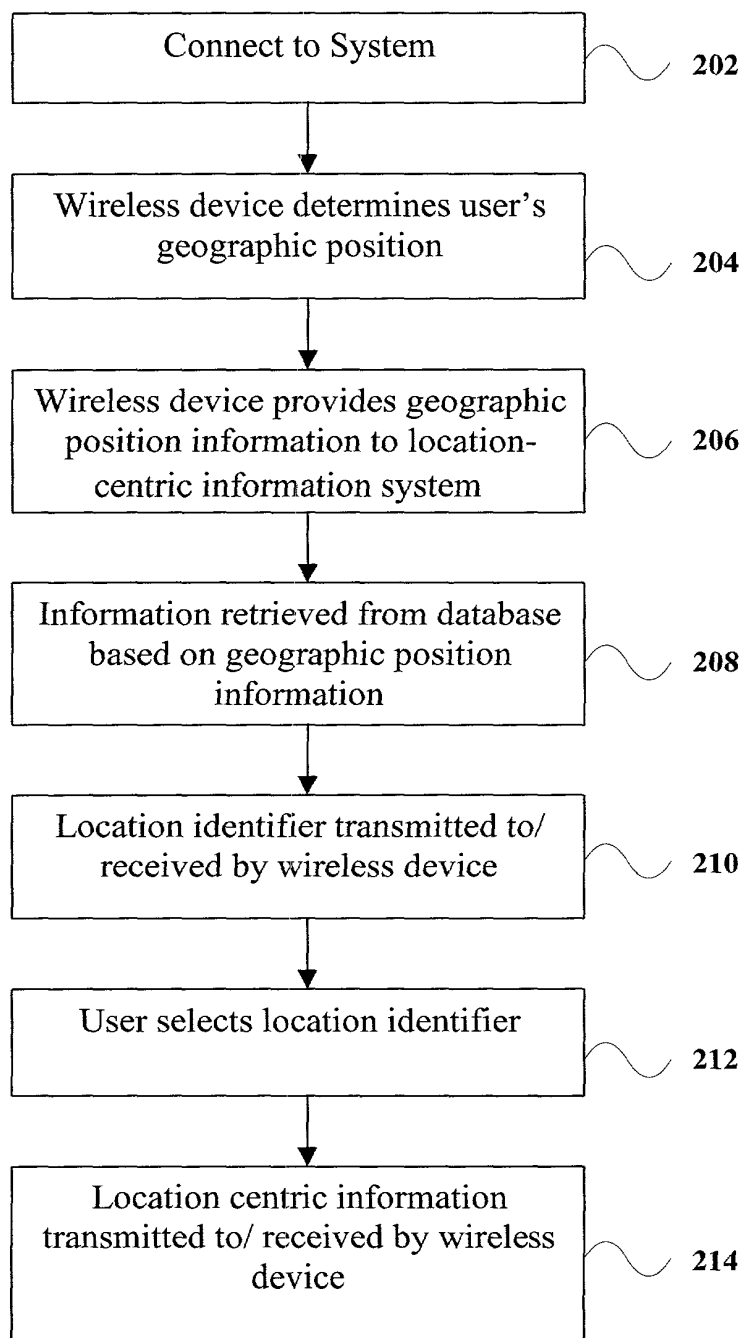 Connect to System
202
Wireless device determines user's
geographic position
204
Wireless device provides geographic
position information to location-
centric information system
206
Information retrieved from database
based on geographic position
information
208
Location identifier transmitted to/
received by wireless device
210
User selects location identifier
212
Location centric information
transmitted to/ received by wireless
device
214